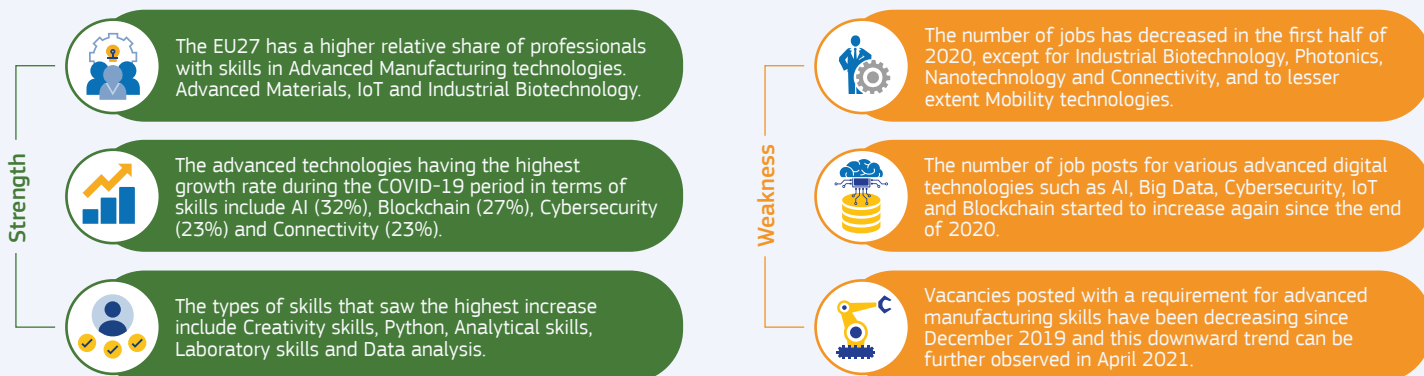 Strength
The EU27 has a higher relative share of professionals
with skills in Advanced Manufacturing technologies.
Advanced Materials, IoT and Industrial Biotechnology.
The advanced technologies having the highest
growth rate during the COVID-19 period in terms of
skills include AI (32%), Blockchain (27%), Cybersecurity
(23%) and Connectivity (23%).
The types of skills that saw the highest increase
include Creativity skills, Python, Analytical skills,
Laboratory skills and Data analysis.
Weakness
The number of jobs has decreased in the first half of
2020, except for Industrial Biotechnology, Photonics,
Nanotechnology and Connectivity, and to lesser
extent Mobility technologies.
The number of job posts for various advanced digital
technologies such as AI, Big Data, Cybersecurity, IoT
and Blockchain started to increase again since the end
of 2020.
Vacancies posted with a requirement for advanced
manufacturing skills have been decreasing since
December 2019 and this downward trend can be
further observed in April 2021.